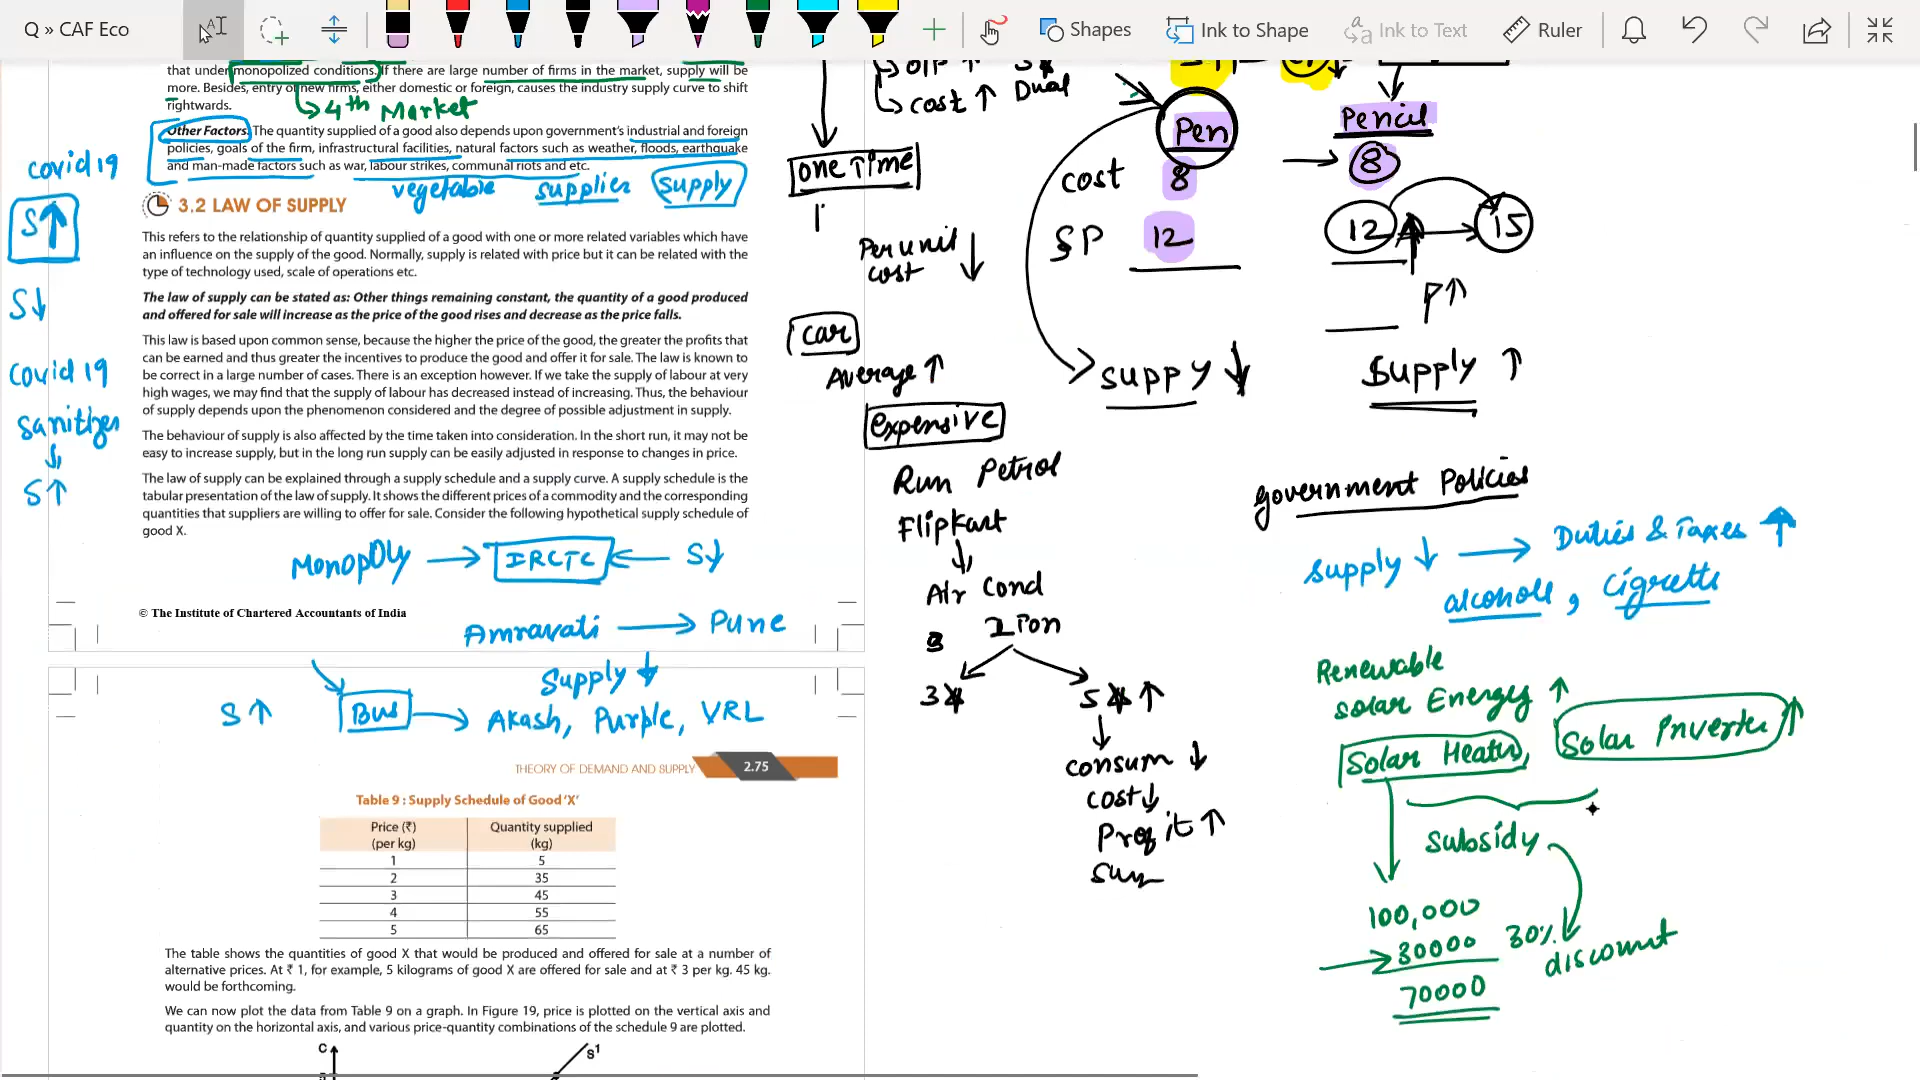 Q » CAF Eco
Shapes
Ink to Shape
Ink to Text
Ruler
that under monopolized conditions. If there are large number of firms in the market, supply will be
more. Besides, entry of new firms, either domestic or foreign, causes the industry supply curve to shift
rightwards.
4th Market
Other Factors: The quantity supplied of a good also depends upon government's industrial and foreign
policies, goals of the firm, infrastructural facilities, natural factors such as weather, floods, earthquake
and man-made factors such as war, labour strikes, communal riots and etc.
vegetable supplier supply
covid 19
S↑
S↓
Covid 19
Sanitizer
S↑
3.2 LAW OF SUPPLY
This refers to the relationship of quantity supplied of a good with one or more related variables which have
an influence on the supply of the good. Normally, supply is related with price but it can be related with the
type of technology used, scale of operations etc.
The law of supply can be stated as: Other things remaining constant, the quantity of a good produced
and offered for sale will increase as the price of the good rises and decrease as the price falls.
This law is based upon common sense, because the higher the price of the good, the greater the profits that
can be earned and thus greater the incentives to produce the good and offer it for sale. The law is known to
be correct in a large number of cases. There is an exception however. If we take the supply of labour at very
high wages, we may find that the supply of labour has decreased instead of increasing. Thus, the behaviour
of supply depends upon the phenomenon considered and the degree of possible adjustment in supply.
The behaviour of supply is also affected by the time taken into consideration. In the short run, it may not be
easy to increase supply, but in the long run supply can be easily adjusted in response to changes in price.
The law of supply can be explained through a supply schedule and a supply curve. A supply schedule is the
tabular presentation of the law of supply. It shows the different prices of a commodity and the corresponding
quantities that suppliers are willing to offer for sale. Consider the following hypothetical supply schedule of
good X.
Monopoly → IRCTC ← S↓
© The Institute of Chartered Accountants of India
Amravati → Pune
Supply ↓
S↑ Bus → Akash, Purple, VRL
THEORY OF DEMAND AND SUPPLY 2.75
Table 9 : Supply Schedule of Good 'X'
Price (₹) Quantity supplied
(per kg) (kg)
1 5
2 35
3 45
4 55
5 65
The table shows the quantities of good X that would be produced and offered for sale at a number of
alternative prices. At ₹ 1, for example, 5 kilograms of good X are offered for sale and at ₹ 3 per kg. 45 kg.
would be forthcoming.
We can now plot the data from Table 9 on a graph. In Figure 19, price is plotted on the vertical axis and
quantity on the horizontal axis, and various price-quantity combinations of the schedule 9 are plotted.
C
S¹
O/P ↑
Cost ↑ Dual
one Time
Per unit ↓
cost
car
Average ↑
Expensive
Run Petrol
Flipkart
Air Cond
2 Ton
3* 5* ↑
consum ↓
cost ↓
Profit ↑
Pen Pencil
cost 8 → 8
SP 12 12 → 15
P↑
suppy ↓ Supply ↑
government Policies
supply ↓ → Duties & Taxes ↑
alcohols, Cigrette
Renewable
solar Energy ↑
Solar Heater, Solar Inverter ↑
subsidy
100,000
→ 30000 30% discount
70000